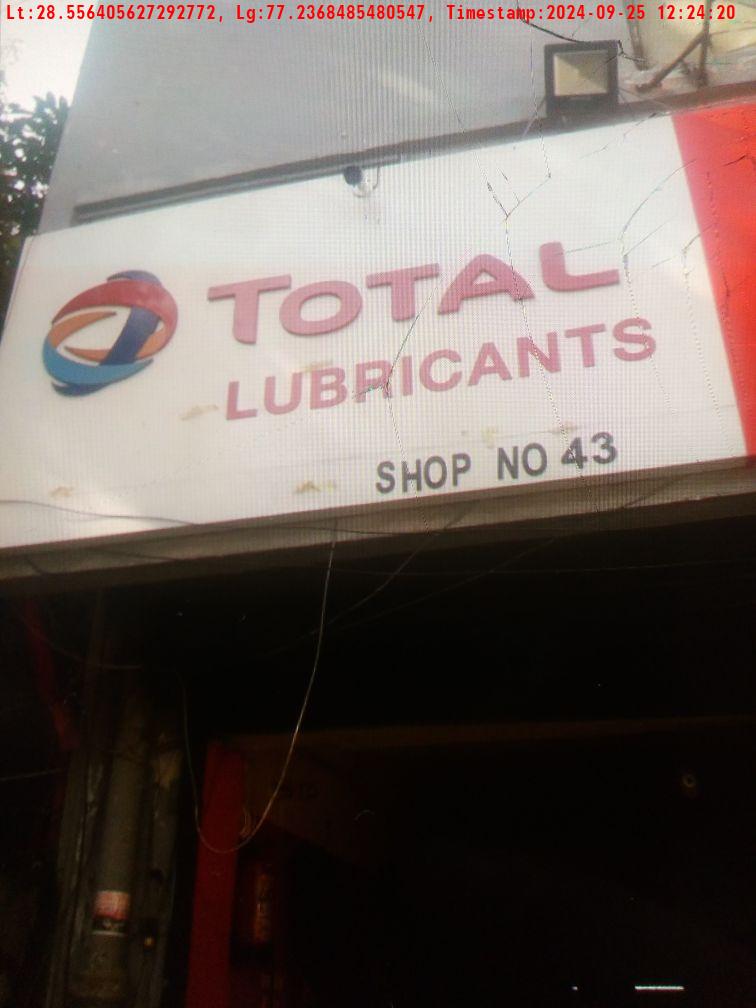 Lt:28.556405627292772, Lg:77.2368485480547, Timestamp:2024-09-25 12:24:20
TOTAL
LUBRICANTS
SHOP NO 43